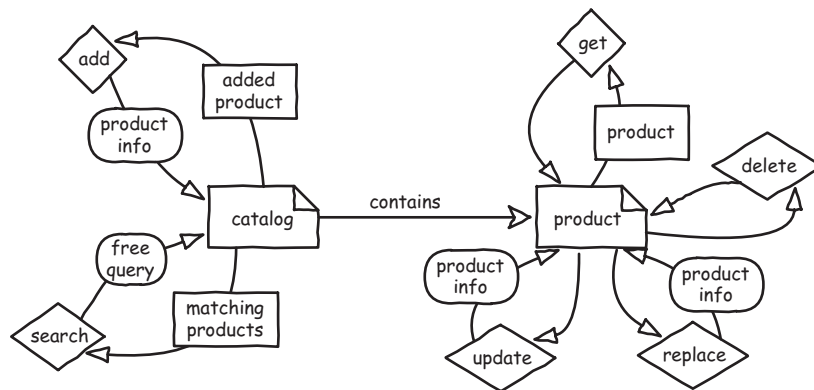 add
added
product
product
info
catalog
free
query
matching
products
search
contains
get
product
delete
product
product
info
product
info
update
replace